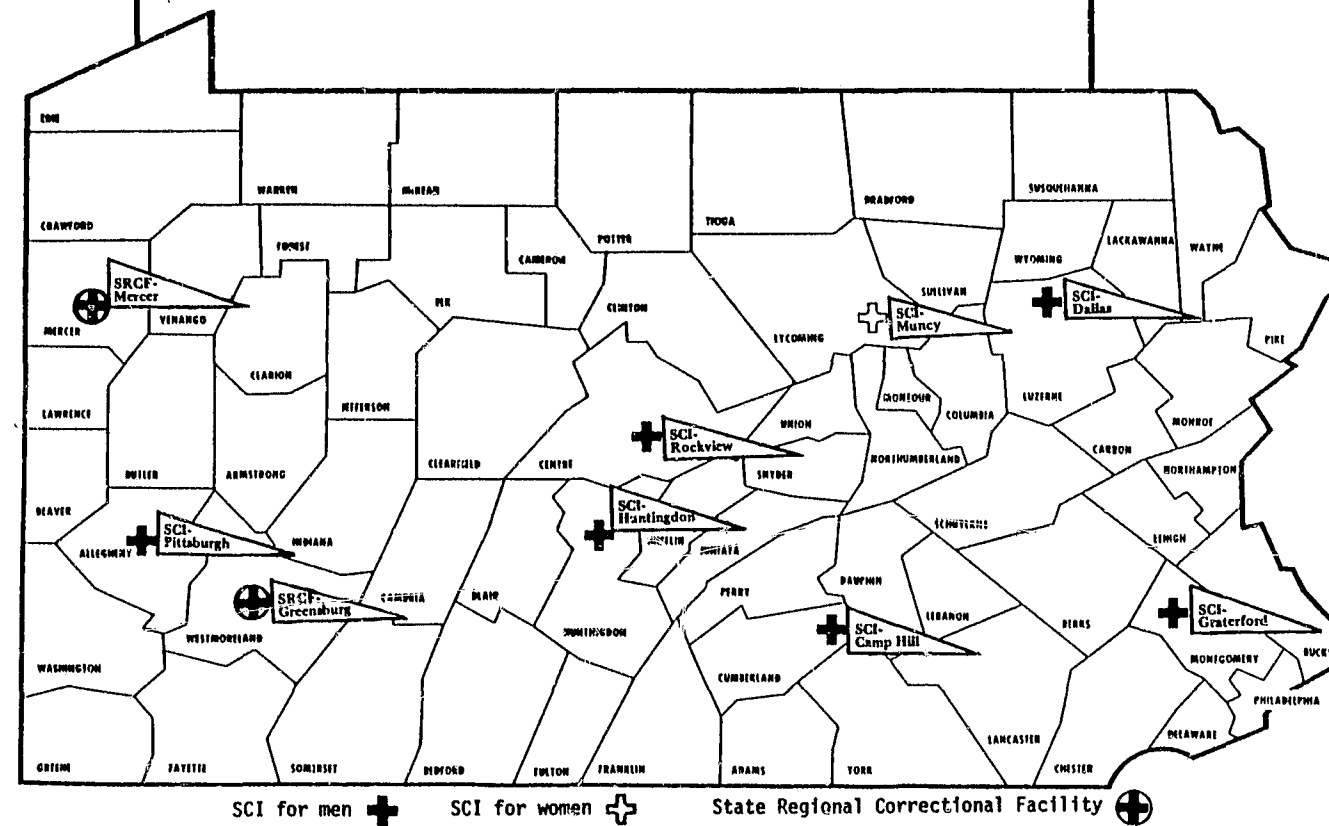 ERIE
WARREN
McKEAN
SUSQUEHANNA
BRADFORD
CRAWFORD
TIOGA
FOREST
POTTER
LACKAWANNA
WAYNE
CAMERON
WYOMING
SRCF-
Mercer
ELK
CLINTON
SULLIVAN
SCI-
Dallas
SCI-
Muncy
MERCER
VENANGO
LYCOMING
PIKE
CLARION
LAWRENCE
JEFFERSON
MONTOUR
COLUMBIA
LUZERNE
UNION
MONROE
SCI-
Rockview
CLEARFIELD
CENTRE
CARBON
NORTHUMBERLAND
BUTLER
ARMSTRONG
SNYDER
NORTHAMPTON
BEAVER
SCI-
Huntingdon
SCI-
Pittsburgh
ALLEGHENY
INDIANA
MIFFLIN
JUNIATA
SCHUYLKILL
LEHIGH
DAUPHIN
SRCF-
Greensburg
CAMBRIA
BLAIR
PERRY
SCI-
Graterford
LEBANON
BERKS
SCI-
Camp Hill
WESTMORELAND
HUNTINGDON
BUCKS
MONTGOMERY
WASHINGTON
CUMBERLAND
PHILADELPHIA
DELAWARE
LANCASTER
GREENE
FAYETTE
SOMERSET
BEDFORD
FULTON
FRANKLIN
ADAMS
YORK
CHESTER
SCI for men SCI for women State Regional Correctional Facility